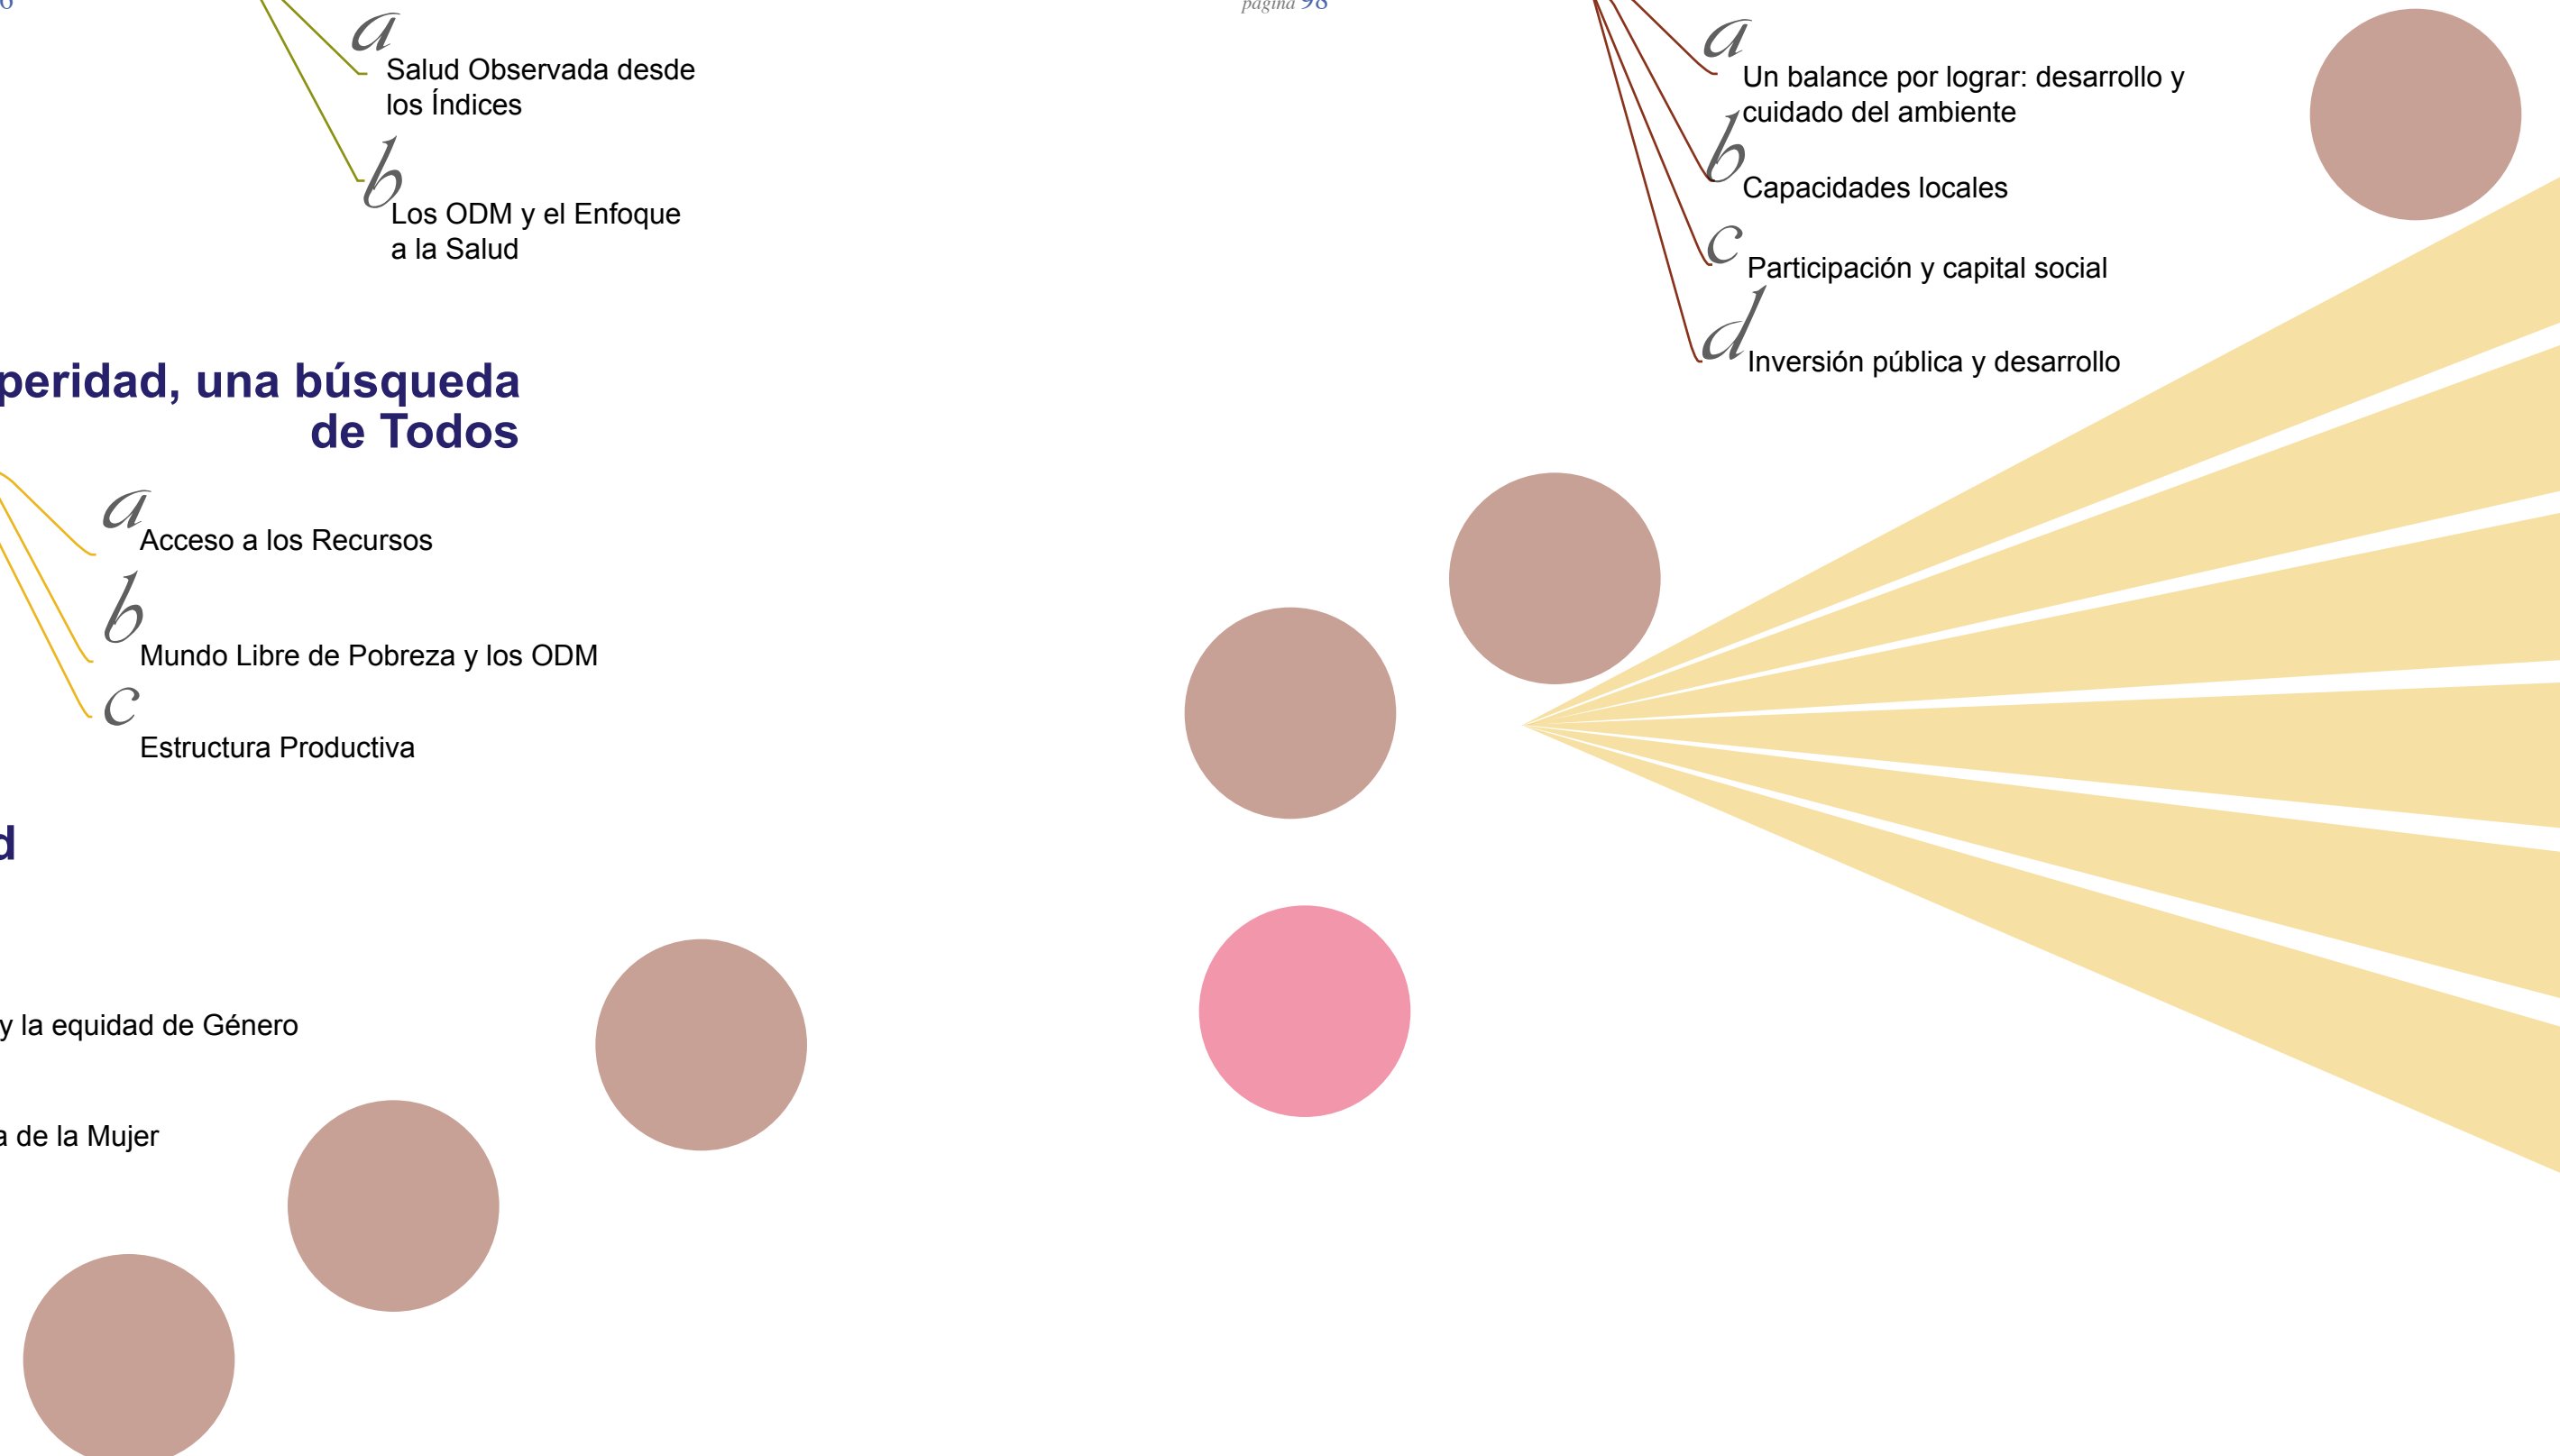 a
Salud Observada desde
los Índices
b
Los ODM y el Enfoque
a la Salud
peridad, una búsqueda
de Todos
a
Acceso a los Recursos
b
Mundo Libre de Pobreza y los ODM
c
Estructura Productiva
d
y la equidad de Género
a de la Mujer
página 98
a
Un balance por lograr: desarrollo y
cuidado del ambiente
b
Capacidades locales
c
Participación y capital social
d
Inversión pública y desarrollo